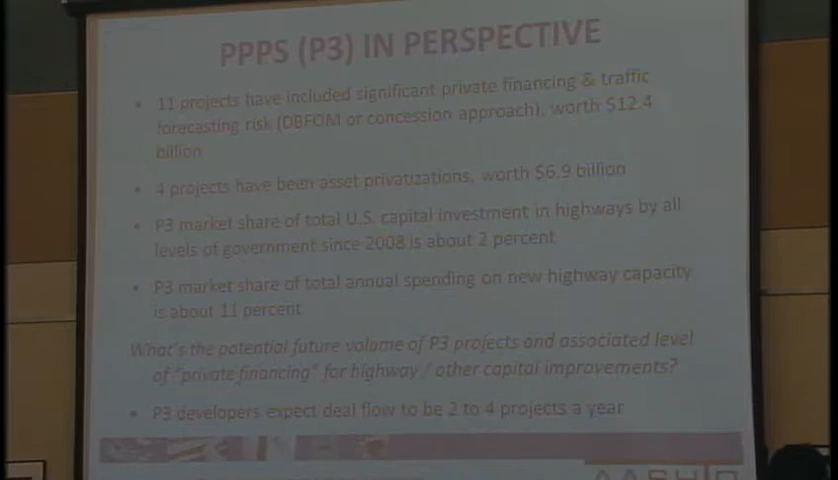 PPPS (P3) IN PERSPECTIVE
• 11 projects have included significant private financing & traffic
forecasting risk (DBFOM or concession approach), worth $12.4
billion
• 4 projects have been asset privatizations, worth $6.9 billion
• P3 market share of total U.S. capital investment in highways by all
levels of government since 2008 is about 2 percent
• P3 market share of total annual spending on new highway capacity
is about 11 percent
What's the potential future volume of P3 projects and associated level
of "private financing" for highway / other capital improvements?
• P3 developers expect deal flow to be 2 to 4 projects a year
AASHTO